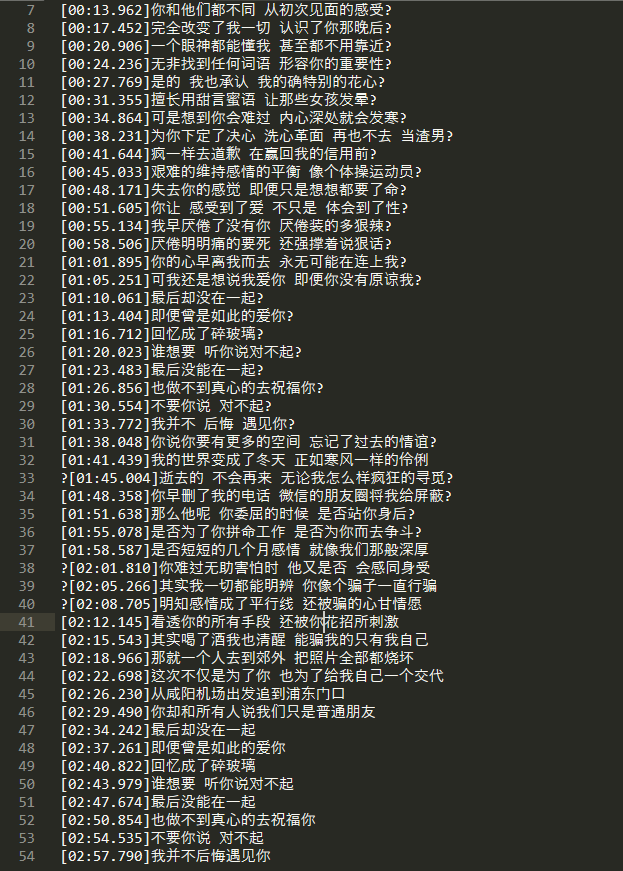 7 [00:13.962]你和他们都不同 从初次见面的感受?
8 [00:17.452]完全改变了我一切 认识了你那晚后?
9 [00:20.906]一个眼神都能懂我 甚至都不用靠近?
10 [00:24.236]无非找到任何词语 形容你的重要性?
11 [00:27.769]是的 我也承认 我的确特别的花心?
12 [00:31.355]擅长用甜言蜜语 让那些女孩发晕?
13 [00:34.864]可是想到你会难过 内心深处就会发寒?
14 [00:38.231]为你下定了决心 洗心革面 再也不去 当渣男?
15 [00:41.644]疯一样去道歉 在赢回我的信用前?
16 [00:45.033]艰难的维持感情的平衡 像个体操运动员?
17 [00:48.171]失去你的感觉 即便只是想想都要了命?
18 [00:51.605]你让 感受到了爱 不只是 体会到了性?
19 [00:55.134]我早厌倦了没有你 厌倦装的多狠辣?
20 [00:58.506]厌倦明明痛的要死 还强撑着说狠话?
21 [01:01.895]你的心早离我而去 永无可能在连上我?
22 [01:05.251]可我还是想说我爱你 即便你没有原谅我?
23 [01:10.061]最后却没在一起?
24 [01:13.404]即便曾是如此的爱你?
25 [01:16.712]回忆成了碎玻璃?
26 [01:20.023]谁想要 听你说对不起?
27 [01:23.483]最后没能在一起?
28 [01:26.856]也做不到真心的去祝福你?
29 [01:30.554]不要你说 对不起?
30 [01:33.772]我并不 后悔 遇见你?
31 [01:38.048]你说你要有更多的空间 忘记了过去的情谊?
32 [01:41.439]我的世界变成了冬天 正如寒风一样的伶俐
33 ?[01:45.004]逝去的 不会再来 无论我怎么样疯狂的寻觅?
34 [01:48.358]你早删了我的电话 微信的朋友圈将我给屏蔽?
35 [01:51.638]那么他呢 你委屈的时候 是否站你身后?
36 [01:55.078]是否为了你拼命工作 是否为你而去争斗?
37 [01:58.587]是否短短的几个月感情 就像我们那般深厚
38 ?[02:01.810]你难过无助害怕时 他又是否 会感同身受
39 ?[02:05.266]其实我一切都能明辨 你像个骗子一直行骗
40 ?[02:08.705]明知感情成了平行线 还被骗的心甘情愿
41 [02:12.145]看透你的所有手段 还被你花招所刺激
42 [02:15.543]其实喝了酒我也清醒 能骗我的只有我自己
43 [02:18.966]那就一个人去到郊外 把照片全部都烧坏
44 [02:22.698]这次不仅是为了你 也为了给我自己一个交代
45 [02:26.230]从咸阳机场出发追到浦东门口
46 [02:29.490]你却和所有人说我们只是普通朋友
47 [02:34.242]最后却没在一起
48 [02:37.261]即便曾是如此的爱你
49 [02:40.822]回忆成了碎玻璃
50 [02:43.979]谁想要 听你说对不起
51 [02:47.674]最后没能在一起
52 [02:50.854]也做不到真心的去祝福你
53 [02:54.535]不要你说 对不起
54 [02:57.790]我并不后悔遇见你